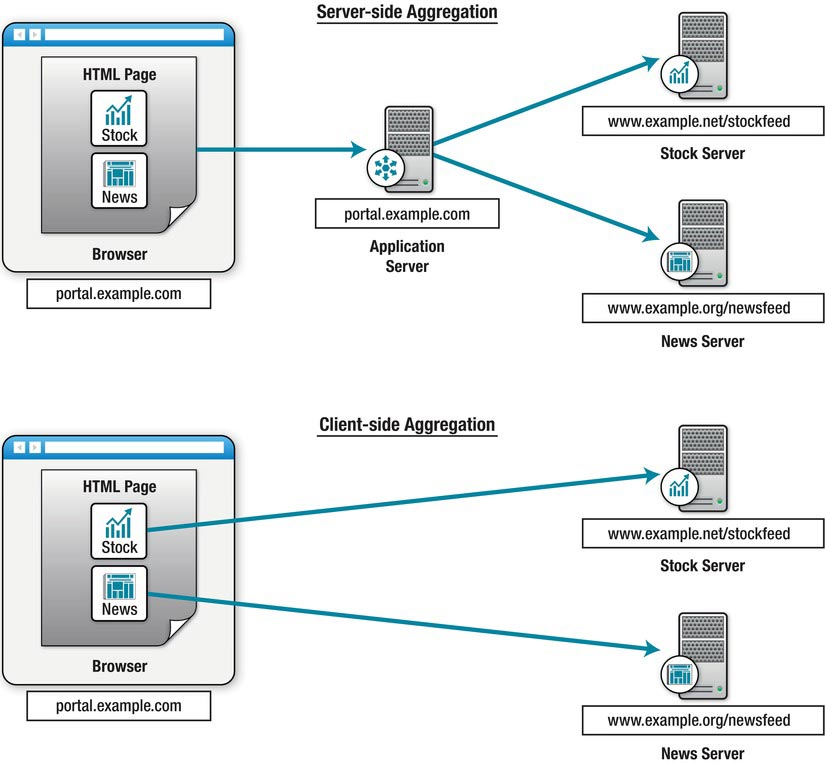 Server-side Aggregation
HTML Page
Stock
News
Browser
portal.example.com
portal.example.com
Application
Server
www.example.net/stockfeed
Stock Server
www.example.org/newsfeed
News Server
Client-side Aggregation
HTML Page
Stock
News
Browser
portal.example.com
www.example.net/stockfeed
Stock Server
www.example.org/newsfeed
News Server